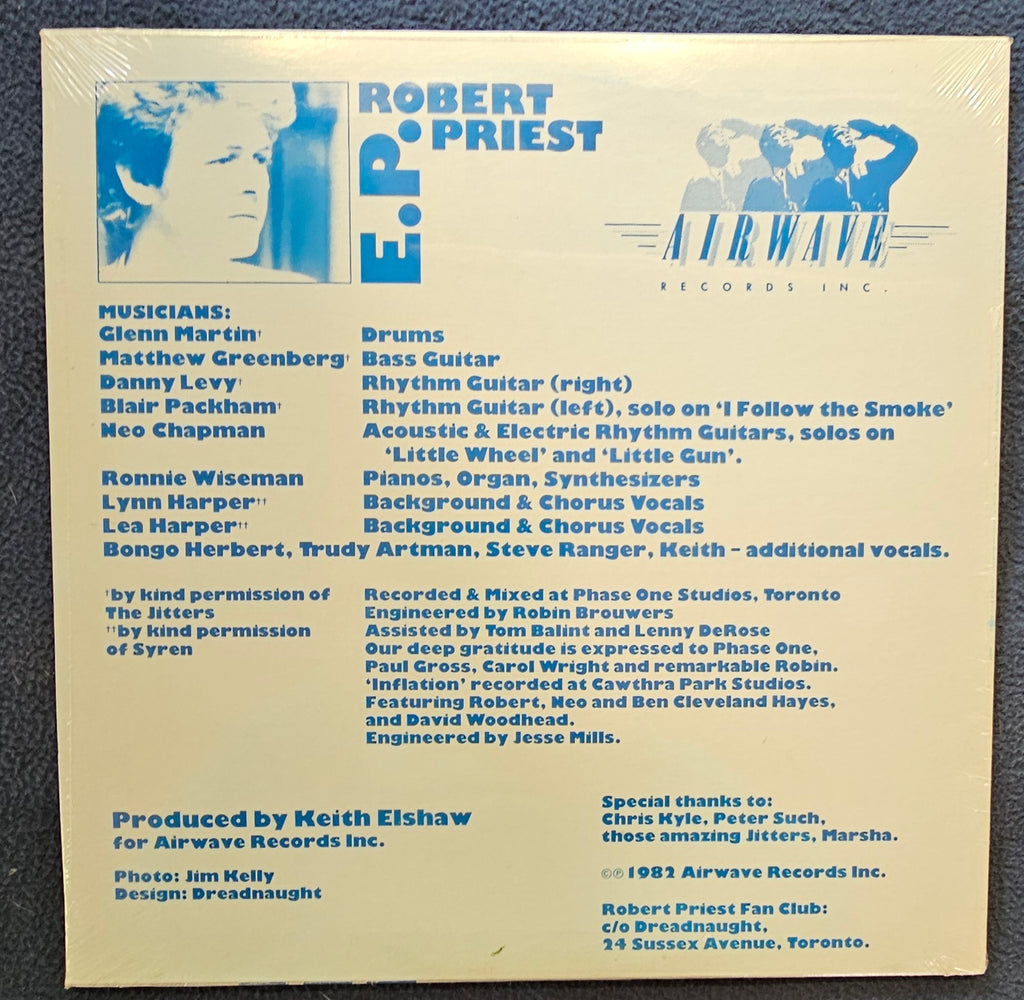 ROBERT
PRIEST
E.P.
AIRWAVE
RECORDS INC.
MUSICIANS:
Glenn Martin† Drums
Matthew Greenberg† Bass Guitar
Danny Levy† Rhythm Guitar (right)
Blair Packham† Rhythm Guitar (left), solo on ‘I Follow the Smoke’
Neo Chapman Acoustic & Electric Rhythm Guitars, solos on
‘Little Wheel’ and ‘Little Gun’.
Ronnie Wiseman Pianos, Organ, Synthesizers
Lynn Harper†† Background & Chorus Vocals
Lea Harper†† Background & Chorus Vocals
Bongo Herbert, Trudy Artman, Steve Ranger, Keith – additional vocals.
†by kind permission of
The Jitters
††by kind permission
of Syren
Recorded & Mixed at Phase One Studios, Toronto
Engineered by Robin Brouwers
Assisted by Tom Balint and Lenny DeRose
Our deep gratitude is expressed to Phase One,
Paul Gross, Carol Wright and remarkable Robin.
‘Inflation’ recorded at Cawthra Park Studios.
Featuring Robert, Neo and Ben Cleveland Hayes,
and David Woodhead.
Engineered by Jesse Mills.
Produced by Keith Elshaw
for Airwave Records Inc.
Photo: Jim Kelly
Design: Dreadnaught
Special thanks to:
Chris Kyle, Peter Such,
those amazing Jitters, Marsha.
©℗1982 Airwave Records Inc.
Robert Priest Fan Club:
c/o Dreadnaught,
24 Sussex Avenue, Toronto.